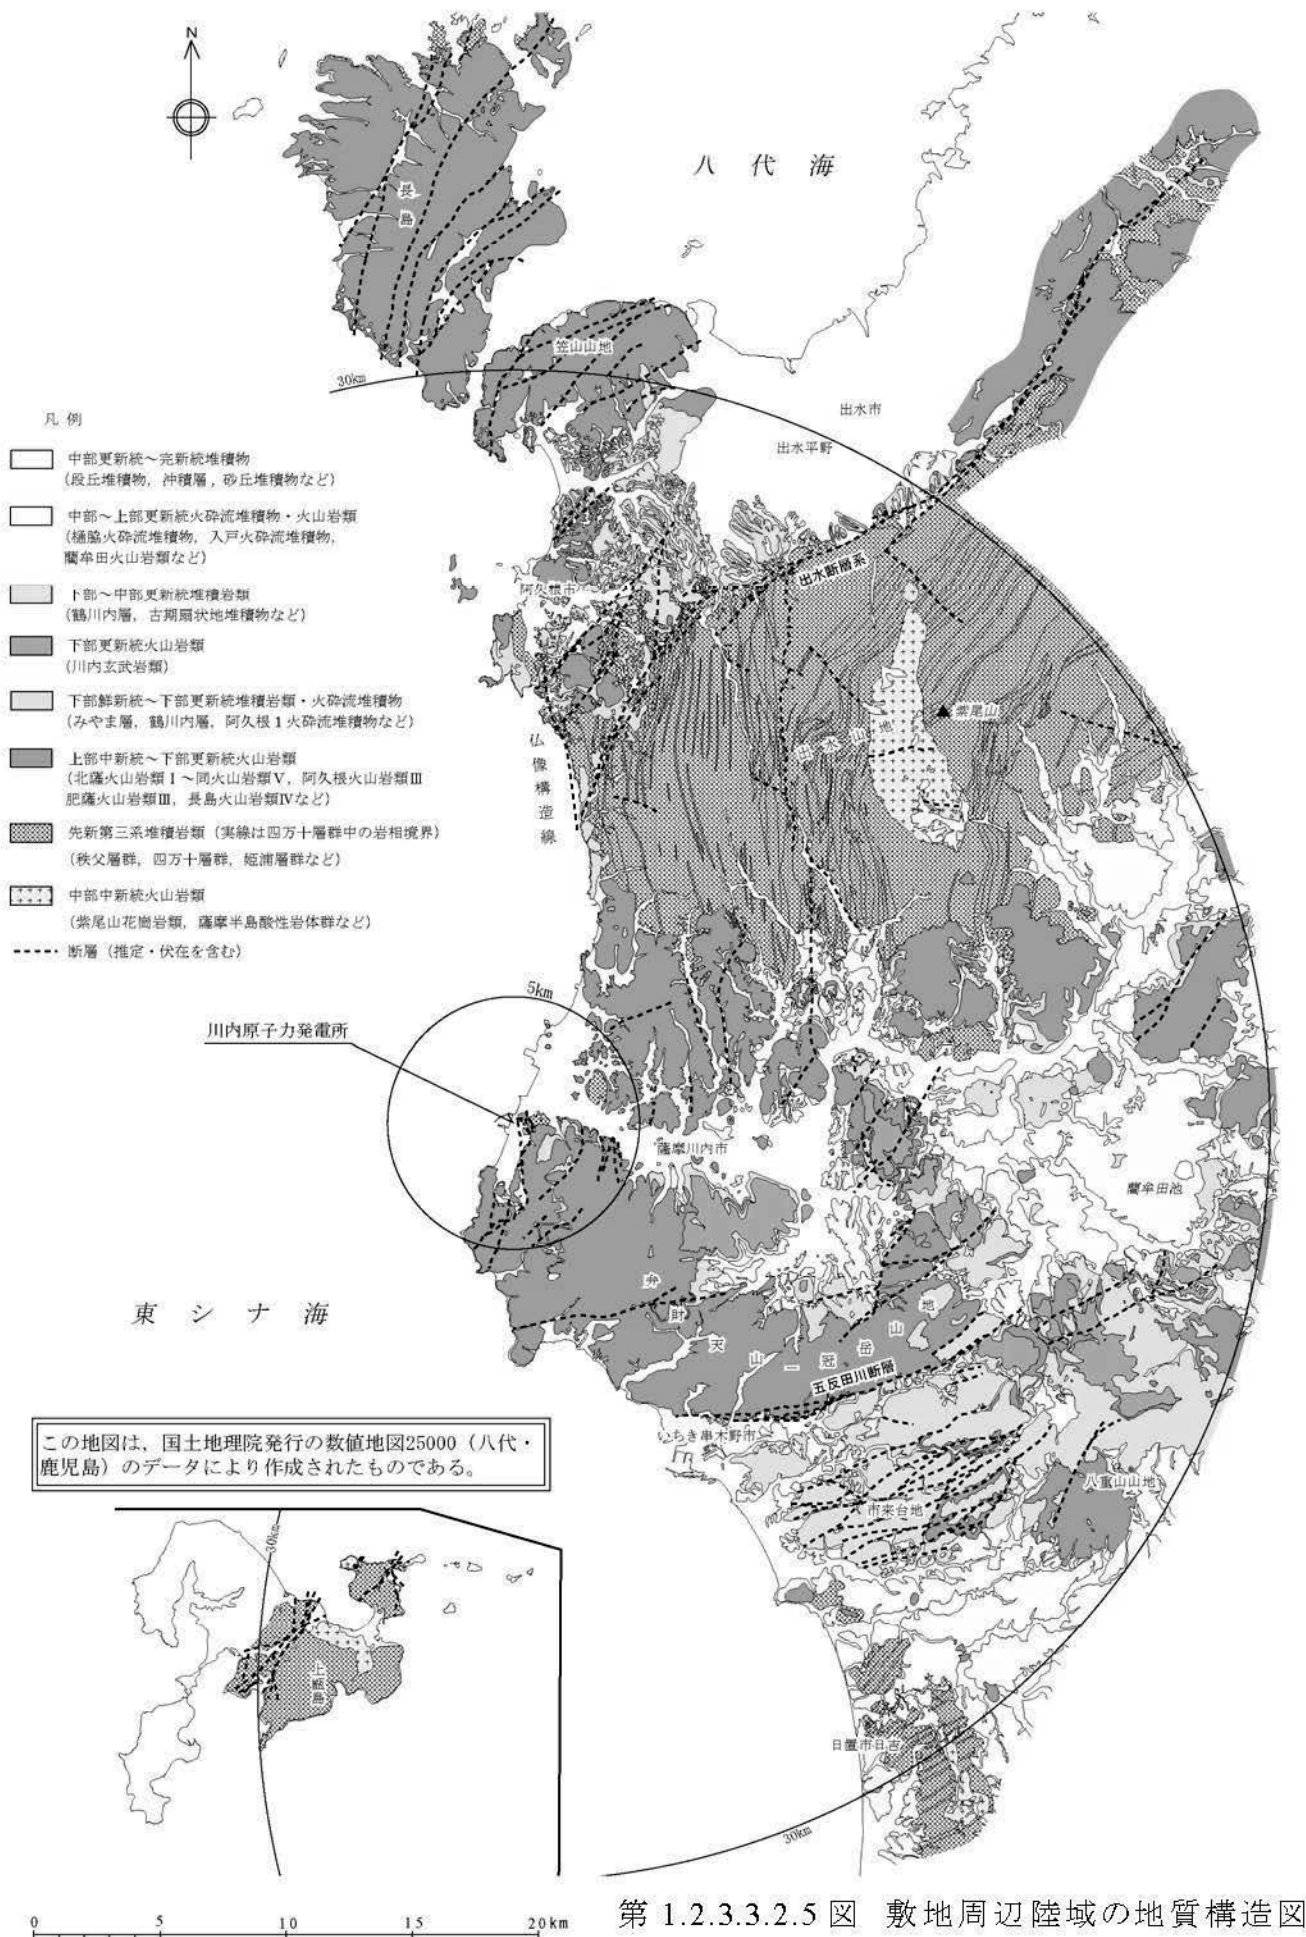 N
八代海
長島
笠山山地
30km
出水市
出水平野
凡例
中部更新統～完新統堆積物
(段丘堆積物, 沖積層, 砂丘堆積物など)
中部～上部更新統火砕流堆積物・火山岩類
(樋脇火砕流堆積物, 入戸火砕流堆積物,
藺牟田火山岩類など)
下部～中部更新統堆積岩類
(鶴川内層, 古期扇状地堆積物など)
下部更新統火山岩類
(川内玄武岩類)
下部鮮新統～下部更新統堆積岩類・火砕流堆積物
(みやま層, 鶴川内層, 阿久根1火砕流堆積物など)
上部中新統～下部更新統火山岩類
(北薩火山岩類Ⅰ～同火山岩類Ⅴ, 阿久根火山岩類Ⅲ
肥薩火山岩類Ⅲ, 長島火山岩類Ⅳなど)
先新第三系堆積岩類 (実線は四万十層群中の岩相境界)
(秩父層群, 四万十層群, 姫浦層群など)
中部中新統火山岩類
(紫尾山花崗岩類, 薩摩半島酸性岩体群など)
断層 (推定・伏在を含む)
出水断層系
阿久根市
紫尾山
出水山地
仏像構造線
5km
川内原子力発電所
薩摩川内市
藺牟田池
東シナ海
弁財天山―冠岳山地
五反田川断層
いちき串木野市
市来台地
八重山山地
この地図は、国土地理院発行の数値地図25000（八代・
鹿児島）のデータにより作成されたものである。
30km
上甑島
日置市日吉
30km
0 5 10 15 20km
第 1.2.3.3.2.5 図 敷地周辺陸域の地質構造図